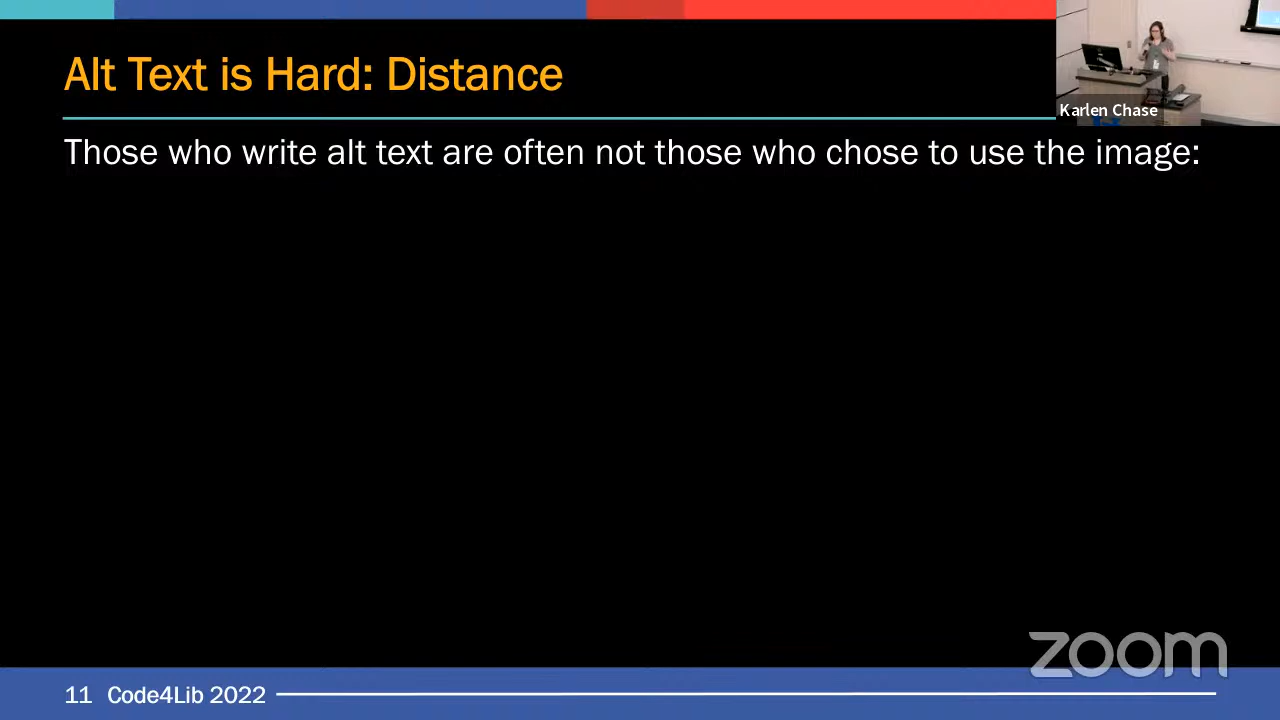 Alt Text is Hard: Distance
Karlen Chase
Those who write alt text are often not those who chose to use the image:
zoom
11 Code4Lib 2022